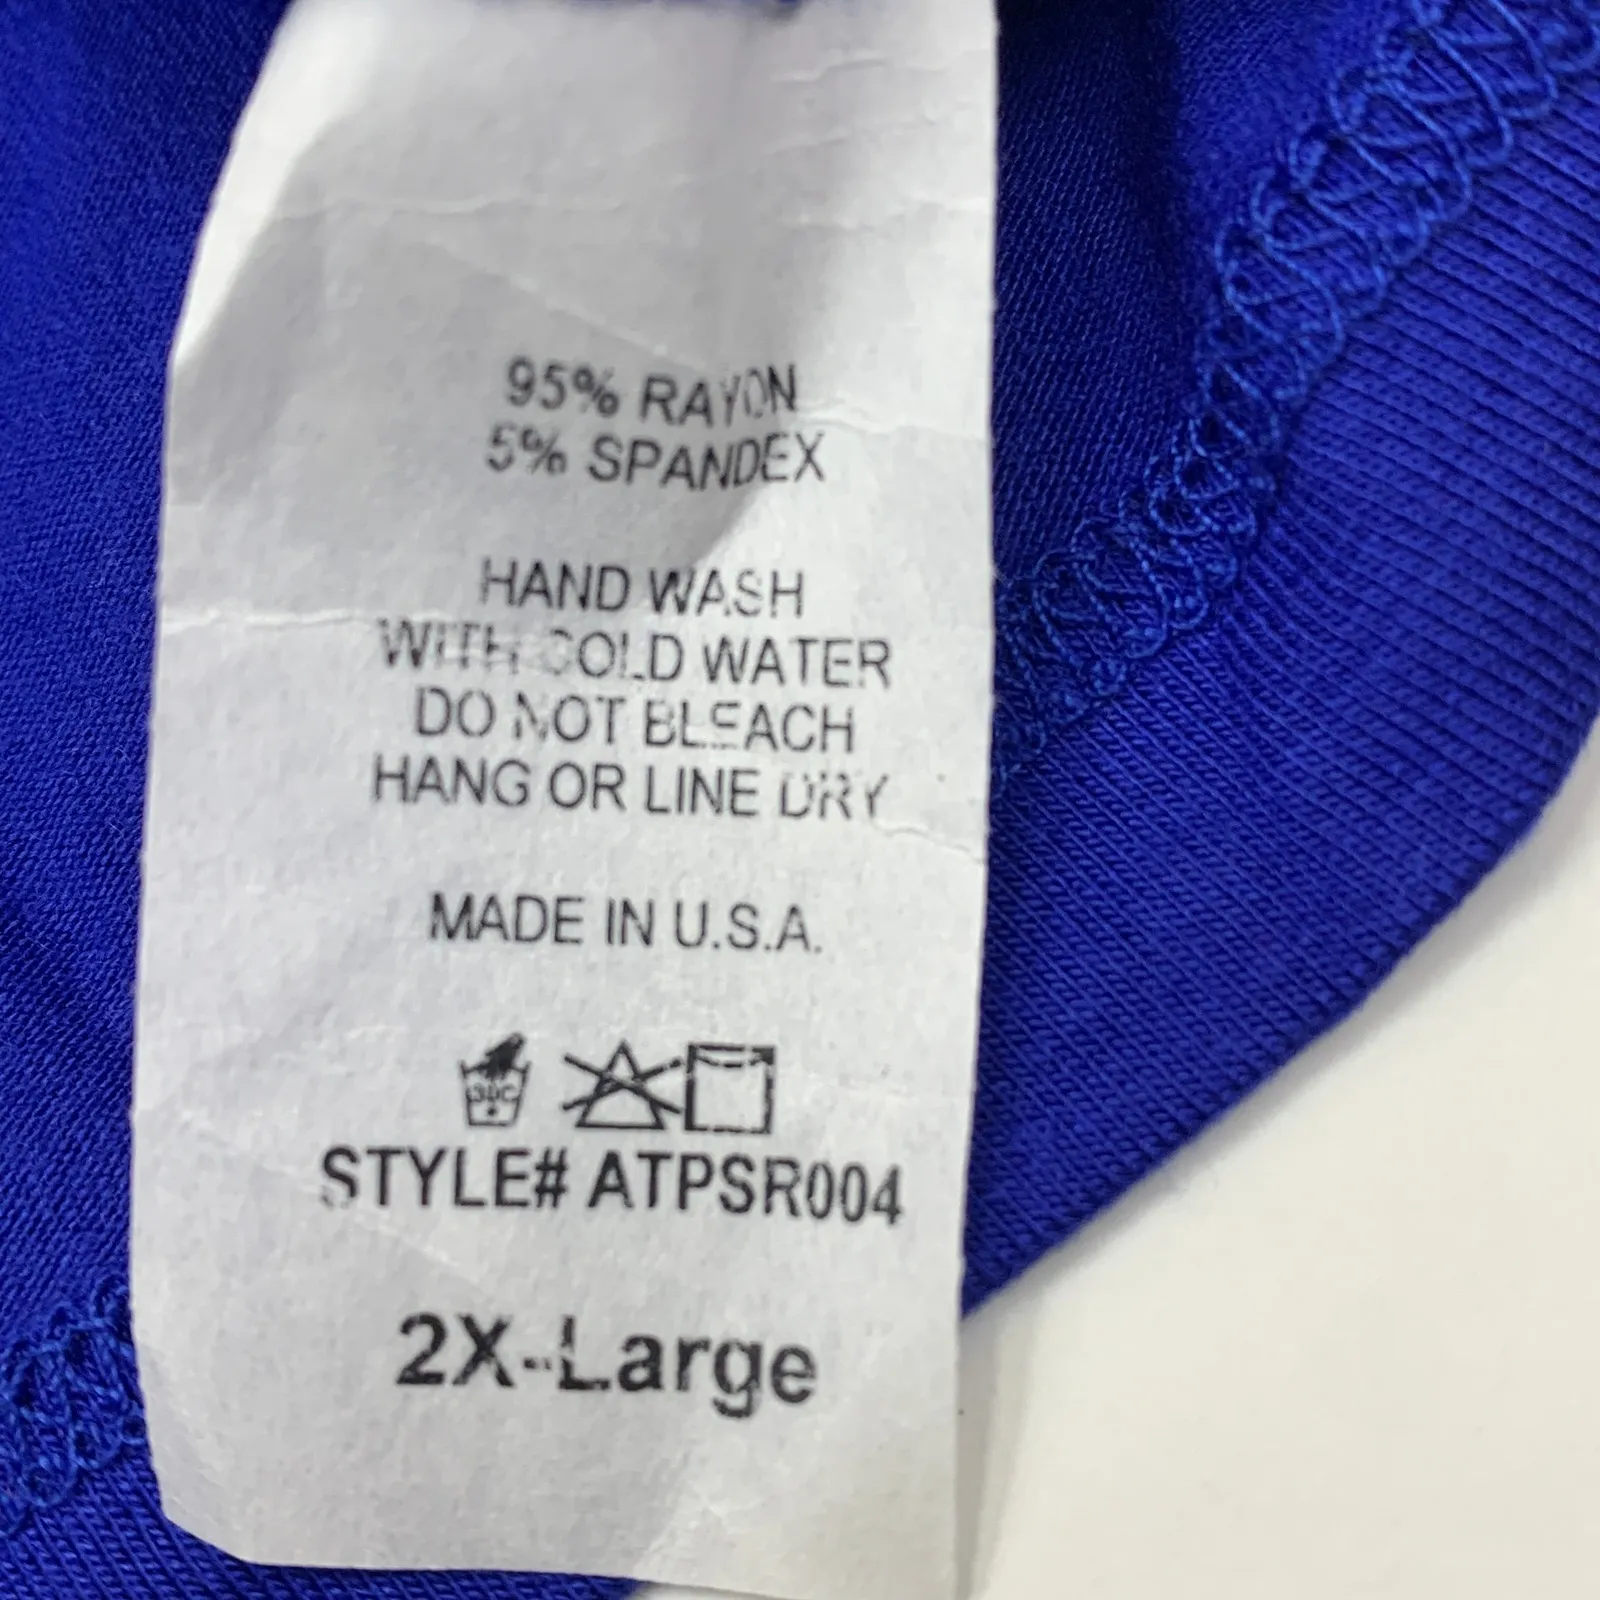 95% RAYON
5% SPANDEX
HAND WASH
WITH COLD WATER
DO NOT BLEACH
HANG OR LINE DRY
MADE IN U.S.A.
30C
STYLE# ATPSR004
2X-Large